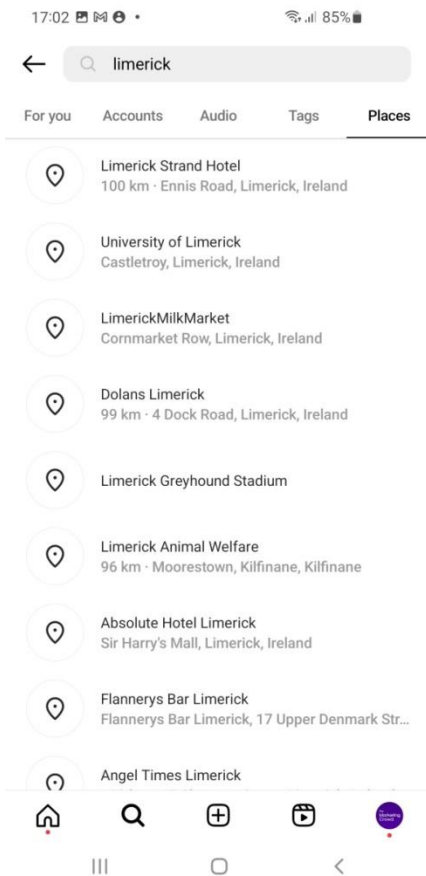 17:02 85%
limerick
For you Accounts Audio Tags Places
Limerick Strand Hotel
100 km · Ennis Road, Limerick, Ireland
University of Limerick
Castletroy, Limerick, Ireland
LimerickMilkMarket
Cornmarket Row, Limerick, Ireland
Dolans Limerick
99 km · 4 Dock Road, Limerick, Ireland
Limerick Greyhound Stadium
Limerick Animal Welfare
96 km · Moorestown, Kilfinane, Kilfinane
Absolute Hotel Limerick
Sir Harry's Mall, Limerick, Ireland
Flannerys Bar Limerick
Flannerys Bar Limerick, 17 Upper Denmark Str...
Angel Times Limerick
Marketing
Crowd